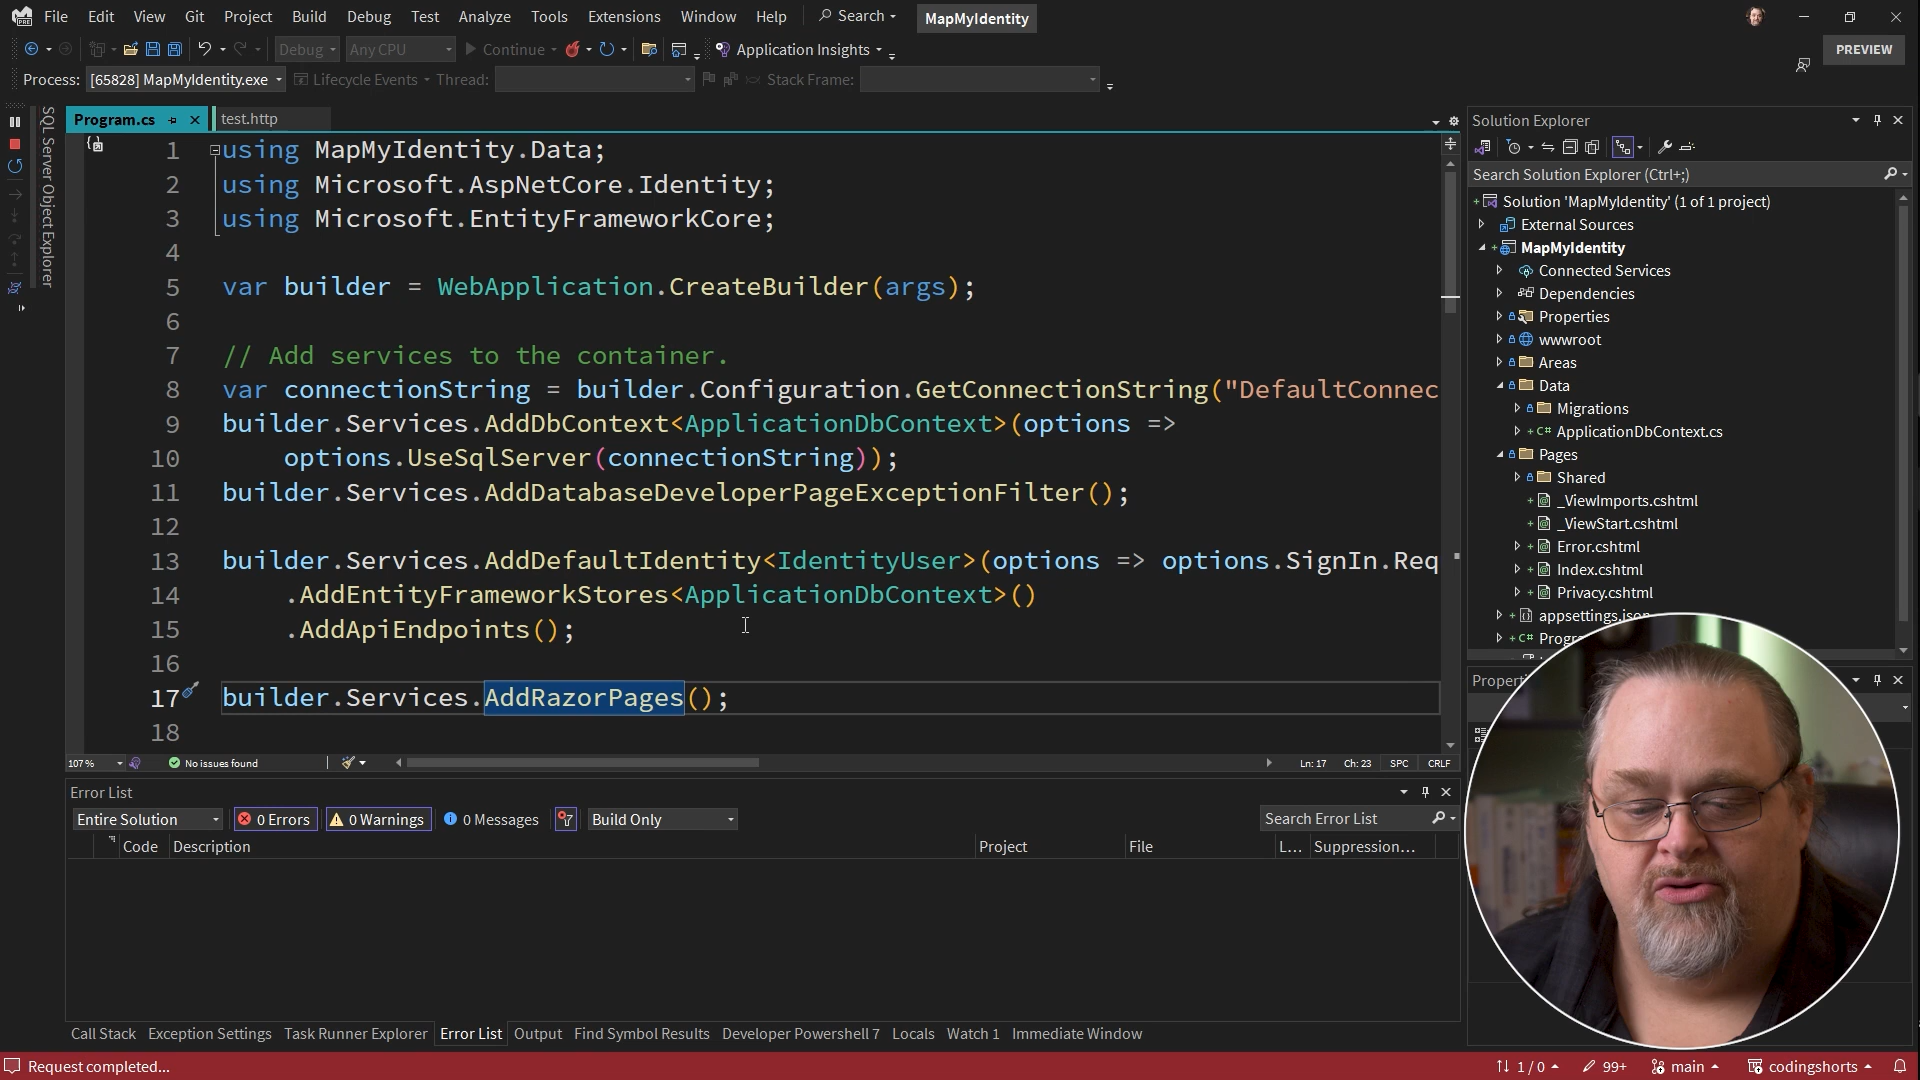 File Edit View Git Project Build Debug Test Analyze Tools Extensions Window Help Search MapMyIdentity
Debug Any CPU Continue Application Insights PREVIEW
Process: [65828] MapMyIdentity.exe Lifecycle Events Thread: Stack Frame:
SQL Server Object Explorer
Program.cs test.http
1 using MapMyIdentity.Data;
2 using Microsoft.AspNetCore.Identity;
3 using Microsoft.EntityFrameworkCore;
4
5 var builder = WebApplication.CreateBuilder(args);
6
7 // Add services to the container.
8 var connectionString = builder.Configuration.GetConnectionString("DefaultConnec
9 builder.Services.AddDbContext<ApplicationDbContext>(options =>
10 options.UseSqlServer(connectionString));
11 builder.Services.AddDatabaseDeveloperPageExceptionFilter();
12
13 builder.Services.AddDefaultIdentity<IdentityUser>(options => options.SignIn.Req
14 .AddEntityFrameworkStores<ApplicationDbContext>()
15 .AddApiEndpoints();
16
17 builder.Services.AddRazorPages();
18
107 % No issues found Ln: 17 Ch: 23 SPC CRLF
Error List
Entire Solution 0 Errors 0 Warnings 0 Messages Build Only Search Error List
Code Description Project File L... Suppression...
Call Stack Exception Settings Task Runner Explorer Error List Output Find Symbol Results Developer Powershell 7 Locals Watch 1 Immediate Window
Solution Explorer
Search Solution Explorer (Ctrl+;)
Solution 'MapMyIdentity' (1 of 1 project)
External Sources
MapMyIdentity
Connected Services
Dependencies
Properties
wwwroot
Areas
Data
Migrations
C# ApplicationDbContext.cs
Pages
Shared
_ViewImports.cshtml
_ViewStart.cshtml
Error.cshtml
Index.cshtml
Privacy.cshtml
appsettings.json
C# Progr
Properti
Request completed... 1 / 0 99+ main codingshorts